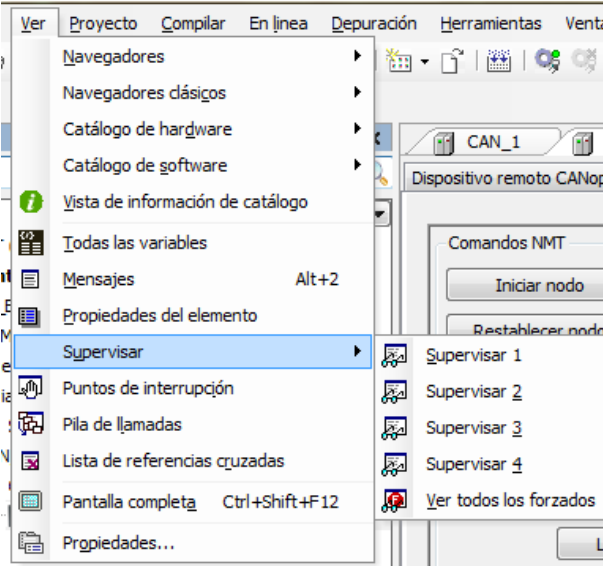 Ver Proyecto Compilar En línea Depuración Herramientas
Navegadores
Navegadores clásicos
Catálogo de hardware
Catálogo de software
Vista de información de catálogo
Todas las variables
Mensajes Alt+2
Propiedades del elemento
Supervisar
Puntos de interrupción
Pila de llamadas
Lista de referencias cruzadas
Pantalla completa Ctrl+Shift+F12
Propiedades...
Supervisar 1
Supervisar 2
Supervisar 3
Supervisar 4
Ver todos los forzados
CAN_1
Dispositivo remoto
Comandos NMT
Iniciar nodo
Restablecer nodo